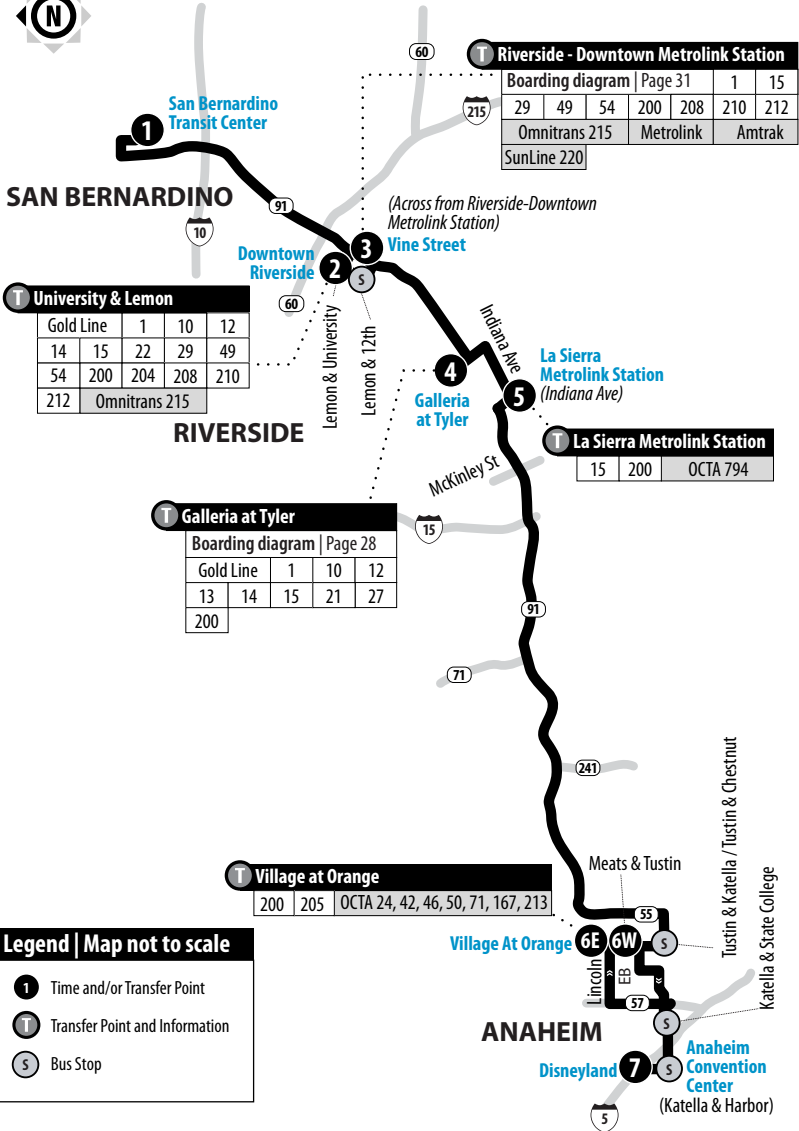 N
60
T Riverside - Downtown Metrolink Station
Boarding diagram | Page 31 1 15
29 49 54 200 208 210 212
Omnitrans 215 Metrolink Amtrak
SunLine 220
215
San Bernardino
Transit Center
1
SAN BERNARDINO
91
10
(Across from Riverside-Downtown
Metrolink Station)
3 Vine Street
Downtown
Riverside
2
S
60
T University & Lemon
Gold Line 1 10 12
14 15 22 29 49
54 200 204 208 210
212 Omnitrans 215
Lemon & University
Lemon & 12th
RIVERSIDE
Indiana Ave
4
Galleria
at Tyler
La Sierra
Metrolink Station
(Indiana Ave)
5
T La Sierra Metrolink Station
15 200 OCTA 794
McKinley St
15
T Galleria at Tyler
Boarding diagram | Page 28
Gold Line 1 10 12
13 14 15 21 27
200
91
71
241
Meats & Tustin
Tustin & Katella / Tustin & Chestnut
Katella & State College
T Village at Orange
200 205 OCTA 24, 42, 46, 50, 71, 167, 213
55
Village At Orange 6E 6W S
Lincoln
EB
57
S
ANAHEIM
Disneyland 7 S
Anaheim
Convention
Center
(Katella & Harbor)
5
Legend | Map not to scale
1 Time and/or Transfer Point
T Transfer Point and Information
S Bus Stop